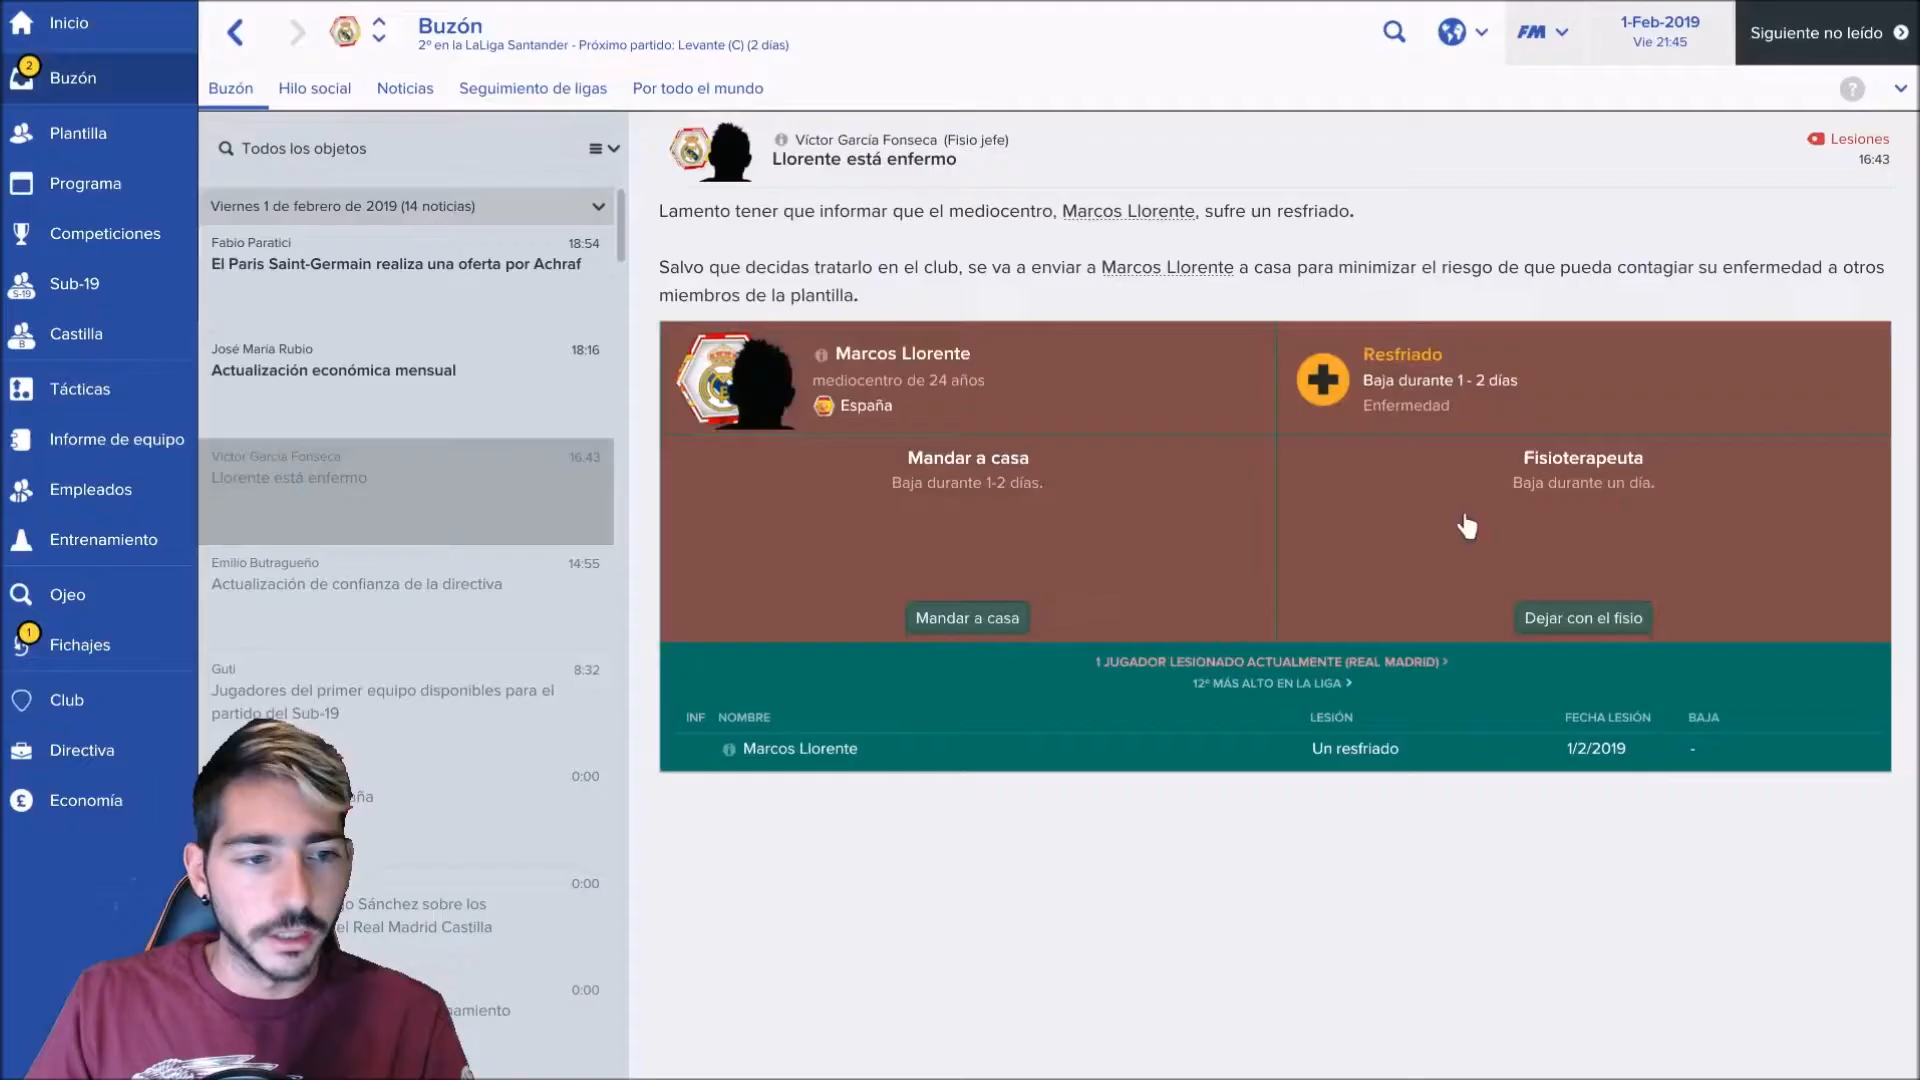 Inicio
2
Buzón
Plantilla
Programa
Competiciones
S-19
Sub-19
B
Castilla
Tácticas
Informe de equipo
Empleados
Entrenamiento
Ojeo
1
Fichajes
Club
Directiva
£
Economía
Buzón
2º en la LaLiga Santander - Próximo partido: Levante (C) (2 días)
FM
1-Feb-2019
Vie 21:45
Siguiente no leído
Buzón
Hilo social
Noticias
Seguimiento de ligas
Por todo el mundo
?
Todos los objetos
Viernes 1 de febrero de 2019 (14 noticias)
Fabio Paratici 18:54
El Paris Saint-Germain realiza una oferta por Achraf
José María Rubio 18:16
Actualización económica mensual
Víctor García Fonseca 16:43
Llorente está enfermo
Emilio Butragueño 14:55
Actualización de confianza de la directiva
Guti 8:32
Jugadores del primer equipo disponibles para el
partido del Sub-19
0:00
0:00
Sánchez sobre los
el Real Madrid Castilla
0:00
Víctor García Fonseca (Fisio jefe)
Llorente está enfermo
Lesiones
16:43
Lamento tener que informar que el mediocentro, Marcos Llorente, sufre un resfriado.
Salvo que decidas tratarlo en el club, se va a enviar a Marcos Llorente a casa para minimizar el riesgo de que pueda contagiar su enfermedad a otros
miembros de la plantilla.
Marcos Llorente
mediocentro de 24 años
España
Resfriado
Baja durante 1 - 2 días
Enfermedad
Mandar a casa
Baja durante 1-2 días.
Mandar a casa
Fisioterapeuta
Baja durante un día.
Dejar con el fisio
1 JUGADOR LESIONADO ACTUALMENTE (REAL MADRID) >
12º MÁS ALTO EN LA LIGA >
INF NOMBRE LESIÓN FECHA LESIÓN BAJA
Marcos Llorente Un resfriado 1/2/2019 -